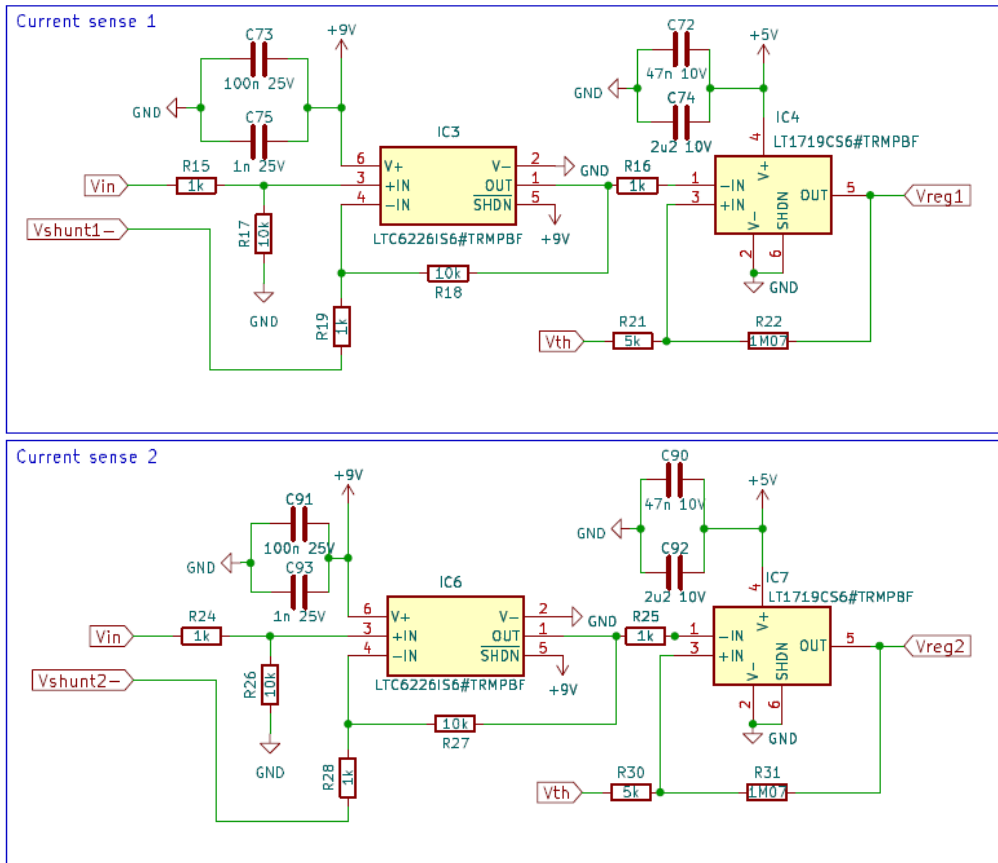 Current sense 1
C73
100n 25V
GND
C75
1n 25V
+9V
C72
47n 10V
GND
C74
2u2 10V
+5V
IC4
LT1719CS6#TRMPBF
IC3
6 V+ V- 2 GND
3 +IN OUT 1
4 -IN SHDN 5
LTC6226IS6#TRMPBF
+9V
Vin
R15
1k
Vshunt1-
R17
10k
GND
R16
1k
1 -IN
3 +IN
4 V+
OUT 5
V- 2
SHDN 6
GND
Vreg1
10k
R18
R19
1k
Vth
R21
5k
R22
1M07
Current sense 2
C91
100n 25V
GND
C93
1n 25V
+9V
C90
47n 10V
GND
C92
2u2 10V
+5V
IC7
LT1719CS6#TRMPBF
IC6
6 V+ V- 2 GND
3 +IN OUT 1
4 -IN SHDN 5
LTC6226IS6#TRMPBF
+9V
Vin
R24
1k
Vshunt2-
R26
10k
GND
R25
1k
1 -IN
3 +IN
4 V+
OUT 5
V- 2
SHDN 6
GND
Vreg2
10k
R27
R28
1k
Vth
R30
5k
R31
1M07